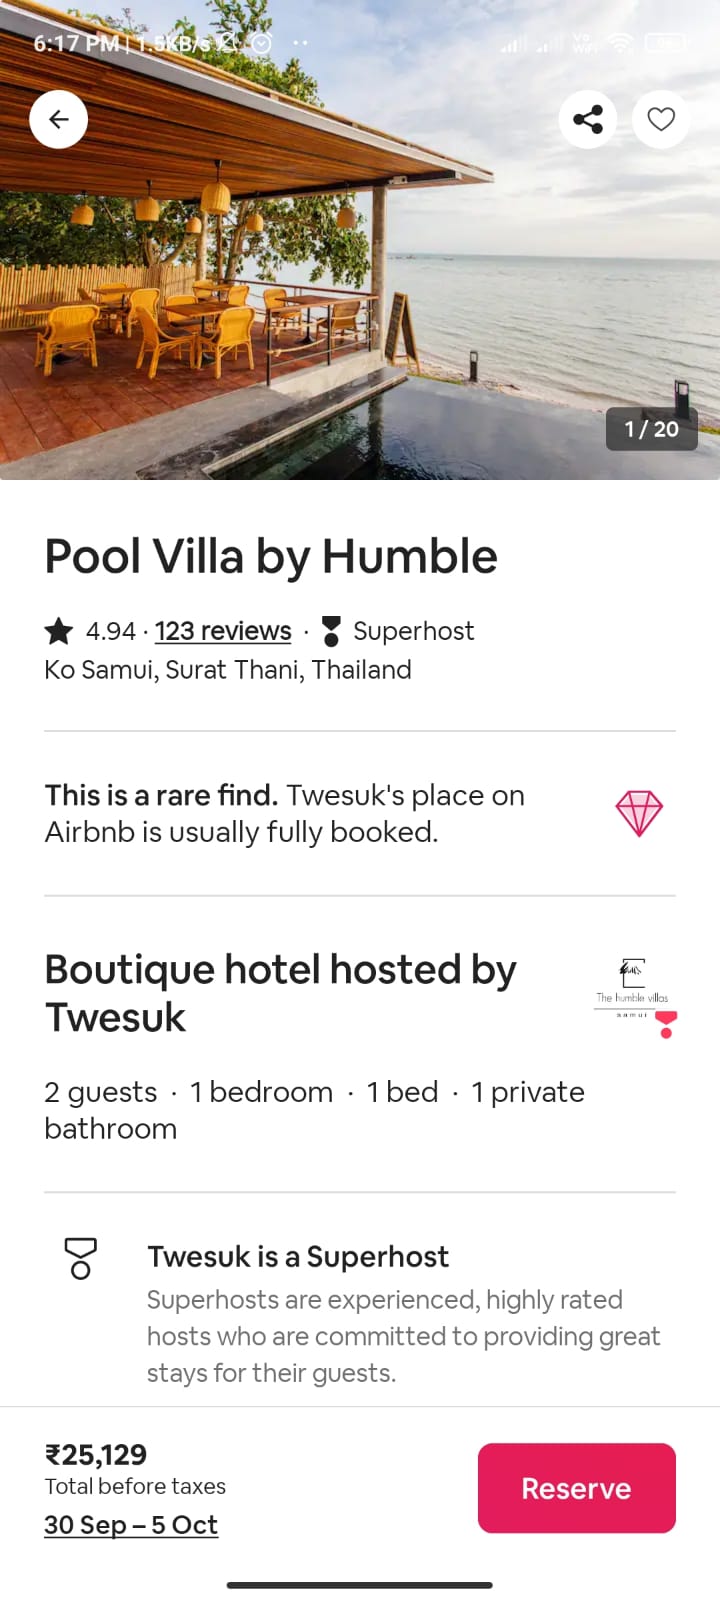 6:17 PM | 1.5KB/s
Vo
WiFi
1 / 20
Pool Villa by Humble
4.94 · 123 reviews · Superhost
Ko Samui, Surat Thani, Thailand
This is a rare find. Twesuk's place on
Airbnb is usually fully booked.
Boutique hotel hosted by
Twesuk
The humble villas
samui
2 guests · 1 bedroom · 1 bed · 1 private
bathroom
Twesuk is a Superhost
Superhosts are experienced, highly rated
hosts who are committed to providing great
stays for their guests.
₹25,129
Total before taxes
30 Sep – 5 Oct
Reserve